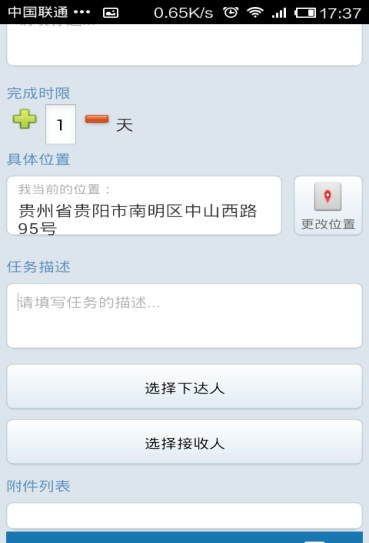 中国联通 ••• 0.65K/s 17:37
完成时限
1 天
具体位置
我当前的位置：
贵州省贵阳市南明区中山西路
95号
更改位置
任务描述
请填写任务的描述...
选择下达人
选择接收人
附件列表